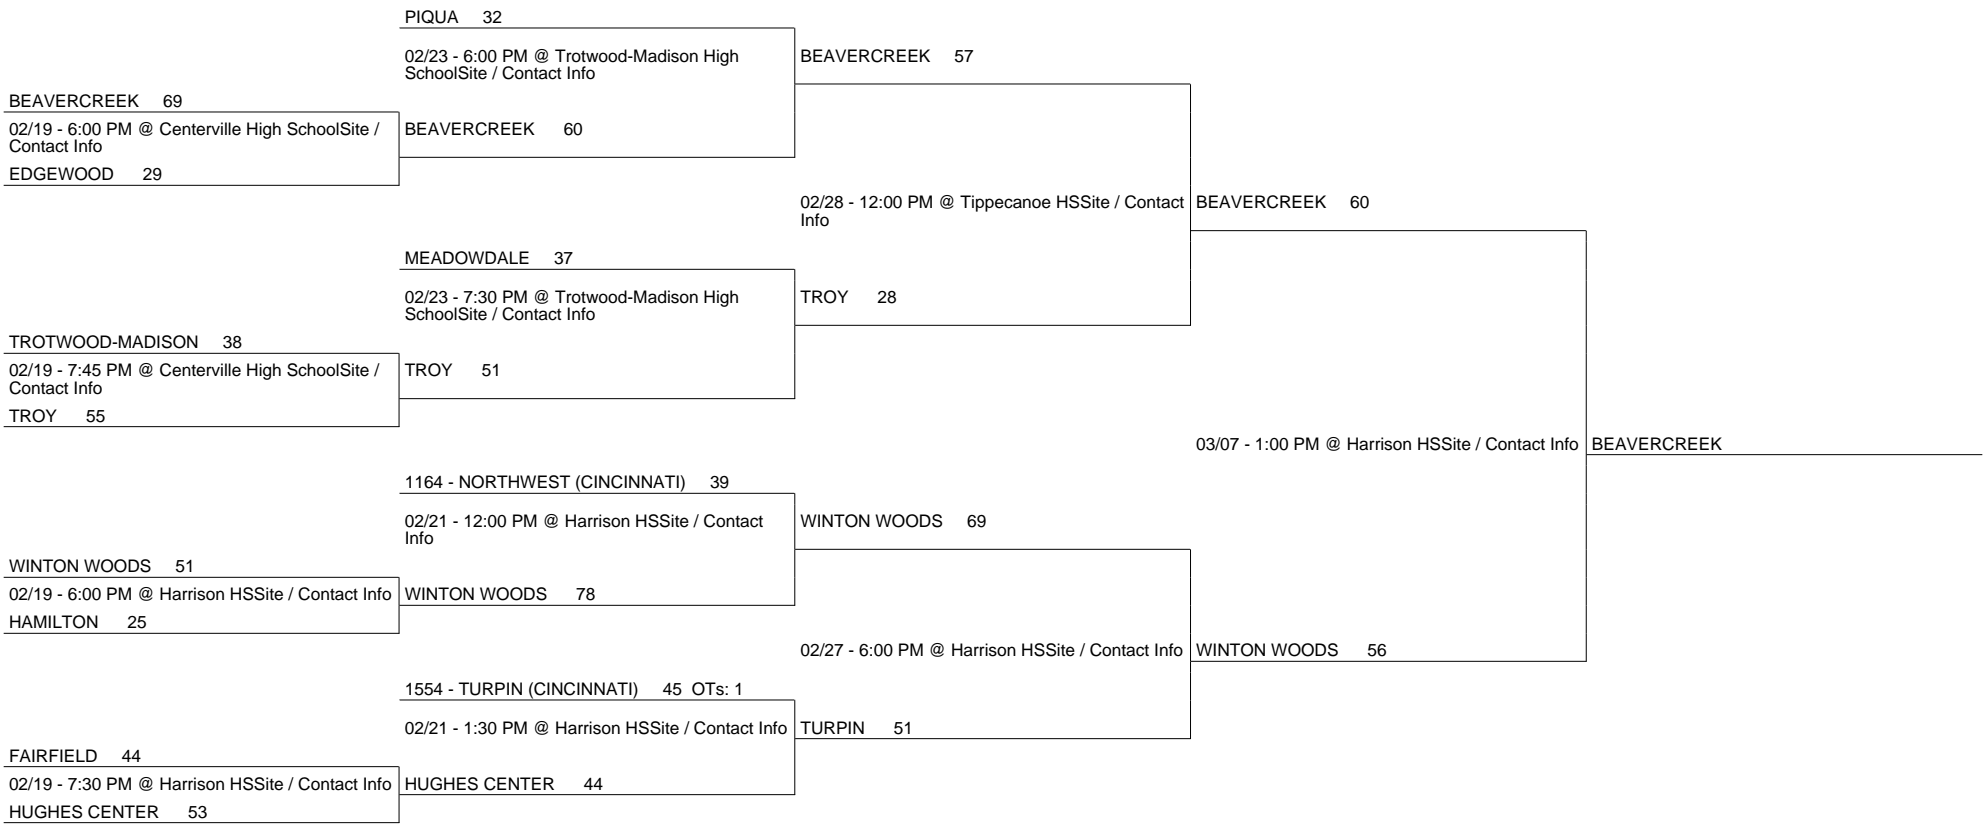 PIQUA 32
02/23 - 6:00 PM @ Trotwood-Madison High
SchoolSite / Contact Info
BEAVERCREEK 57
BEAVERCREEK 69
02/19 - 6:00 PM @ Centerville High SchoolSite /
Contact Info
BEAVERCREEK 60
EDGEWOOD 29
02/28 - 12:00 PM @ Tippecanoe HSSite / Contact
Info
BEAVERCREEK 60
MEADOWDALE 37
02/23 - 7:30 PM @ Trotwood-Madison High
SchoolSite / Contact Info
TROY 28
TROTWOOD-MADISON 38
02/19 - 7:45 PM @ Centerville High SchoolSite /
Contact Info
TROY 51
TROY 55
03/07 - 1:00 PM @ Harrison HSSite / Contact Info
BEAVERCREEK
1164 - NORTHWEST (CINCINNATI) 39
02/21 - 12:00 PM @ Harrison HSSite / Contact
Info
WINTON WOODS 69
WINTON WOODS 51
02/19 - 6:00 PM @ Harrison HSSite / Contact Info
WINTON WOODS 78
HAMILTON 25
02/27 - 6:00 PM @ Harrison HSSite / Contact Info
WINTON WOODS 56
1554 - TURPIN (CINCINNATI) 45 OTs: 1
02/21 - 1:30 PM @ Harrison HSSite / Contact Info
TURPIN 51
FAIRFIELD 44
02/19 - 7:30 PM @ Harrison HSSite / Contact Info
HUGHES CENTER 44
HUGHES CENTER 53